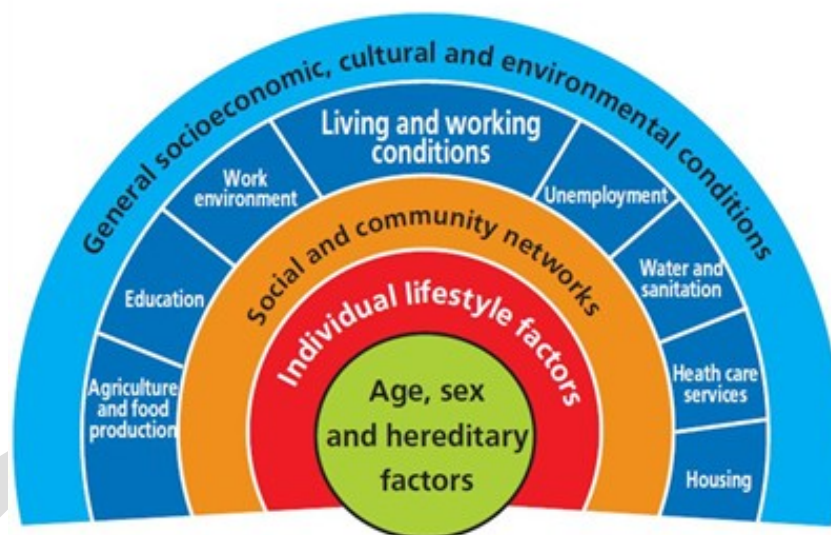 General socioeconomic, cultural and environmental conditions
Living and working
conditions
Work
environment
Unemployment
Education
Water and
sanitation
Agriculture
and food
production
Heath care
services
Housing
Social and community networks
Individual lifestyle factors
Age, sex
and hereditary
factors